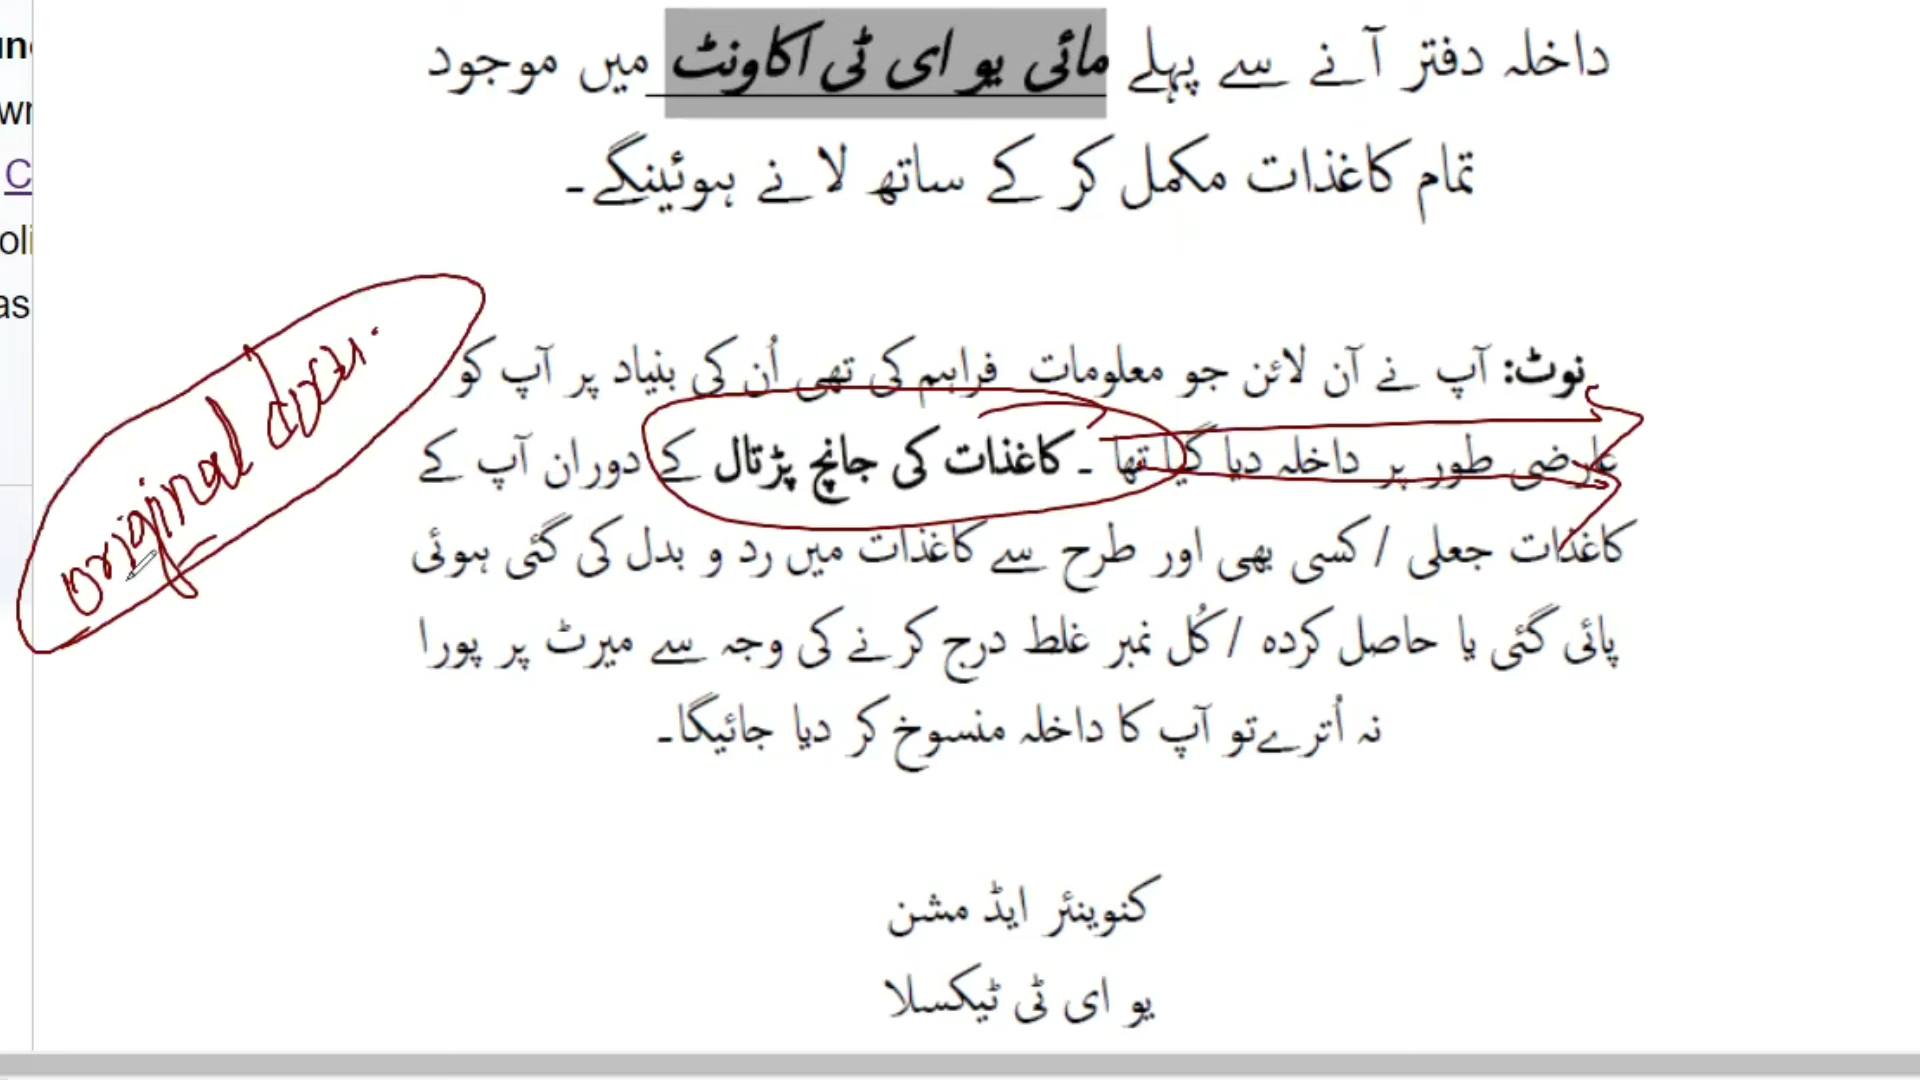 داخلہ دفتر آنے سے پہلے مائی یو ای ٹی اکاونٹ میں موجود
تمام کاغذات مکمل کر کے ساتھ لانے ہوئینگے۔
نوٹ: آپ نے آن لائن جو معلومات فراہم کی تھی اُن کی بنیاد پر آپ کو
عارضی طور پر داخلہ دیا گیا تھا ۔ کاغذات کی جانچ پڑتال کے دوران آپ کے
کاغذات جعلی / کسی بھی اور طرح سے کاغذات میں رد و بدل کی گئی ہوئی
پائی گئی یا حاصل کردہ / کُل نمبر غلط درج کرنے کی وجہ سے میرٹ پر پورا
نہ اُترے تو آپ کا داخلہ منسوخ کر دیا جائیگا۔
original docu.
کنوینئر ایڈ مشن
یو ای ٹی ٹیکسلا
C
oli
as